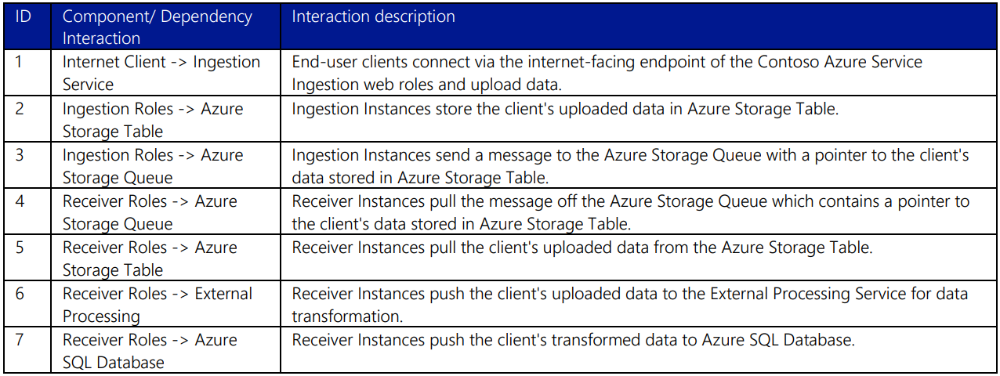 ID
Component/ Dependency
Interaction
Interaction description
1
Internet Client -> Ingestion
Service
End-user clients connect via the internet-facing endpoint of the Contoso Azure Service
Ingestion web roles and upload data.
2
Ingestion Roles -> Azure
Storage Table
Ingestion Instances store the client's uploaded data in Azure Storage Table.
3
Ingestion Roles -> Azure
Storage Queue
Ingestion Instances send a message to the Azure Storage Queue with a pointer to the client's
data stored in Azure Storage Table.
4
Receiver Roles -> Azure
Storage Queue
Receiver Instances pull the message off the Azure Storage Queue which contains a pointer to
the client's data stored in Azure Storage Table.
5
Receiver Roles -> Azure
Storage Table
Receiver Instances pull the client's uploaded data from the Azure Storage Table.
6
Receiver Roles -> External
Processing
Receiver Instances push the client's uploaded data to the External Processing Service for data
transformation.
7
Receiver Roles -> Azure
SQL Database
Receiver Instances push the client's transformed data to Azure SQL Database.